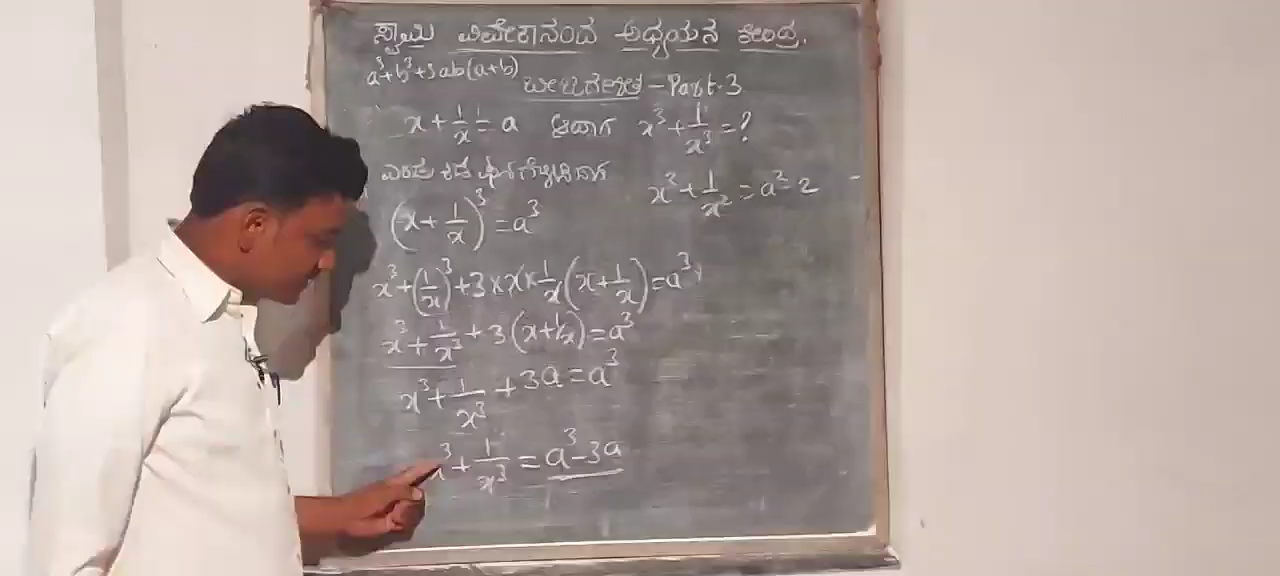 ಸ್ವಾಮಿ ವಿವೇಕಾನಂದ ಅಧ್ಯಯನ ಕೇಂದ್ರ.
a³+b³+3ab(a+b)
ಬೀಜಗಣಿತ - Part-3
x + 1/x = a ಆದಾಗ x³ + 1/x³ = ?
ಎರಡು ಕಡೆ
x² + 1/x² = a² - 2
(x + 1/x)³ = a³
x³ + (1/x)³ + 3 × x × 1/x (x + 1/x) = a³
x³ + 1/x³ + 3 (x + 1/x) = a³
x³ + 1/x³ + 3a = a³
x³ + 1/x³ = a³ - 3a